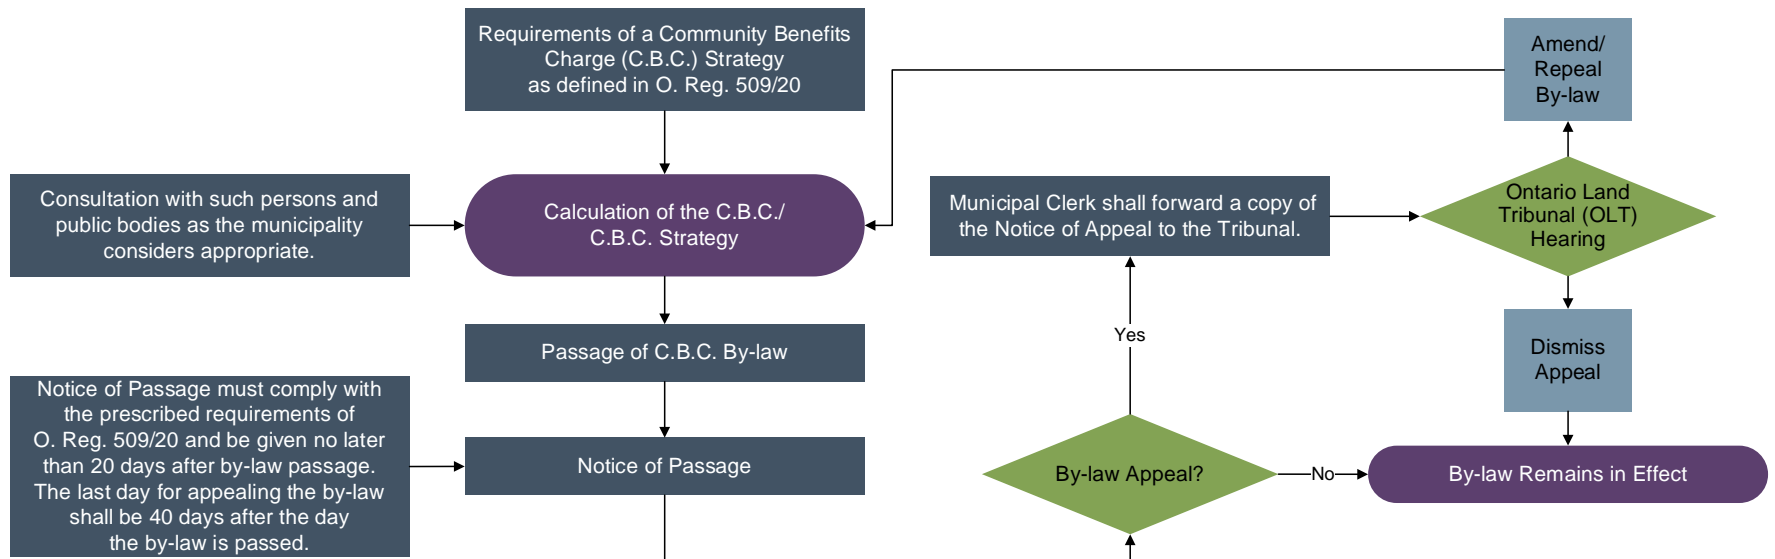 Requirements of a Community Benefits
Charge (C.B.C.) Strategy
as defined in O. Reg. 509/20
Amend/
Repeal
By-law
Consultation with such persons and
public bodies as the municipality
considers appropriate.
Calculation of the C.B.C./
C.B.C. Strategy
Municipal Clerk shall forward a copy of
the Notice of Appeal to the Tribunal.
Ontario Land
Tribunal (OLT)
Hearing
Passage of C.B.C. By-law
Yes
Dismiss
Appeal
Notice of Passage must comply with
the prescribed requirements of
O. Reg. 509/20 and be given no later
than 20 days after by-law passage.
The last day for appealing the by-law
shall be 40 days after the day
the by-law is passed.
Notice of Passage
By-law Appeal?
No
By-law Remains in Effect